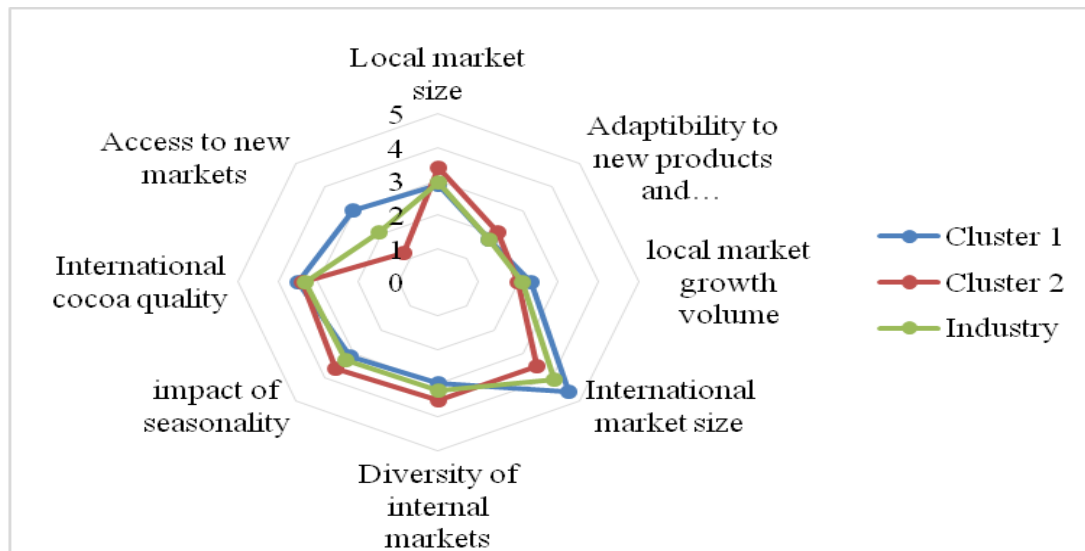 Local market
size
Adaptibility to
new products
and…
local market
growth
volume
International
market size
Diversity of
internal
markets
impact of
seasonality
International
cocoa quality
Access to new
markets
5
4
3
2
1
0
Cluster 1
Cluster 2
Industry